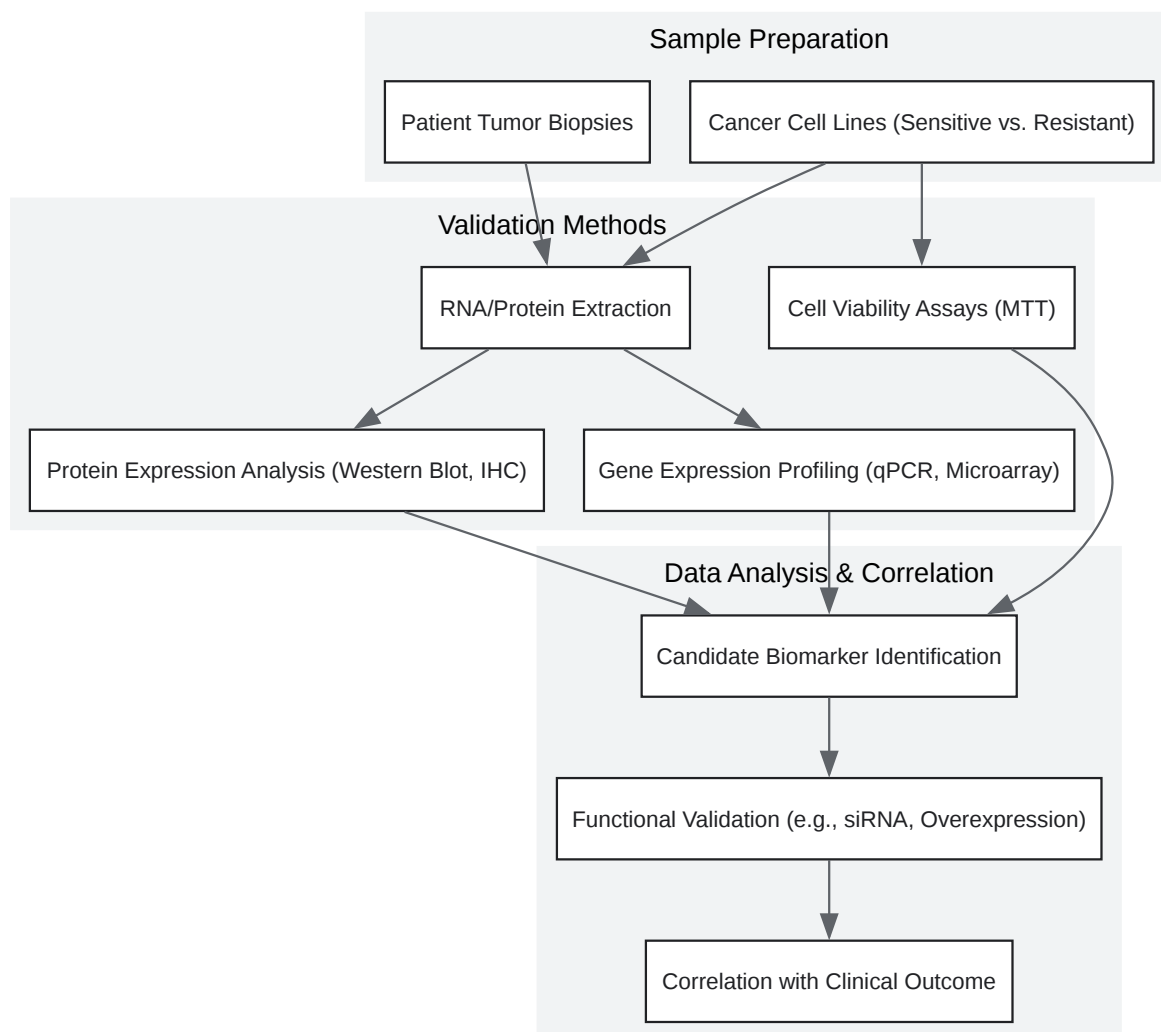 Sample Preparation
Patient Tumor Biopsies
Cancer Cell Lines (Sensitive vs. Resistant)
Validation Methods
RNA/Protein Extraction
Cell Viability Assays (MTT)
Protein Expression Analysis (Western Blot, IHC)
Gene Expression Profiling (qPCR, Microarray)
Data Analysis & Correlation
Candidate Biomarker Identification
Functional Validation (e.g., siRNA, Overexpression)
Correlation with Clinical Outcome